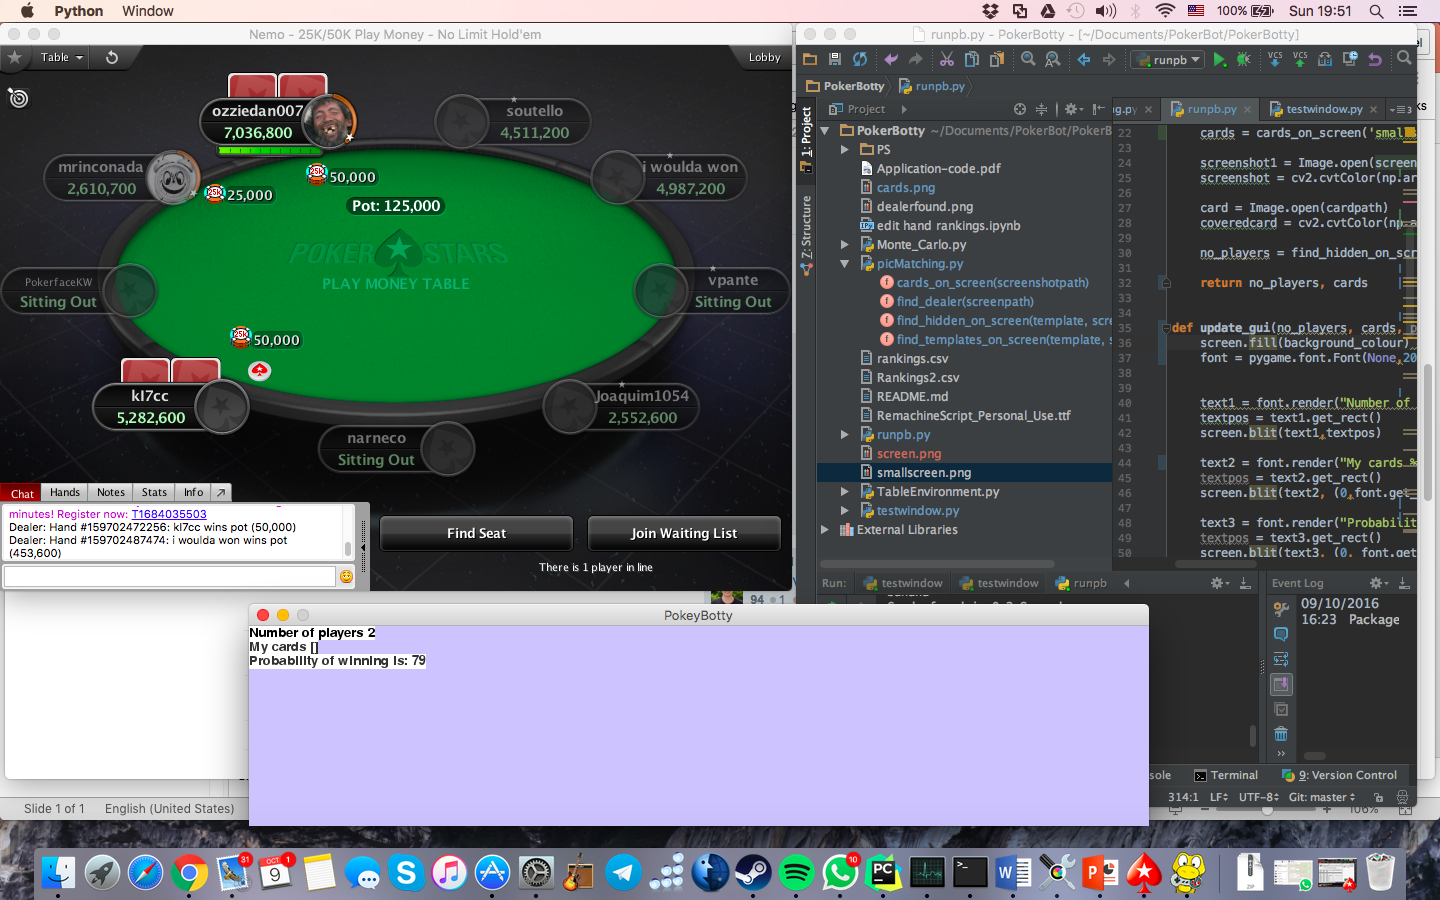 Python Window
100% Sun 19:51
Nemo - 25K/50K Play Money - No Limit Hold'em
Table
Lobby
ozziedan007
7,036,800
soutello
4,511,200
mrinconada
2,610,700
i woulda won
4,987,200
50,000
25,000
Pot: 125,000
POKER STARS
PLAY MONEY TABLE
PokerfaceKW
Sitting Out
vpante
Sitting Out
50,000
kl7cc
5,282,600
Joaquim1054
2,552,600
narneco
Sitting Out
Chat Hands Notes Stats Info
minutes! Register now: T1684035503
Dealer: Hand #159702472256: kl7cc wins pot (50,000)
Dealer: Hand #159702487474: i woulda won wins pot
(453,600)
Find Seat
Join Waiting List
There is 1 player in line
runpb.py - PokerBotty - [~/Documents/PokerBot/PokerBotty]
runpb
PokerBotty runpb.py
Project
g.py runpb.py testwindow.py
1: Project
Z: Structure
PokerBotty ~/Documents/PokerBot/PokerB
PS
Application-code.pdf
cards.png
dealerfound.png
edit hand rankings.ipynb
Monte_Carlo.py
picMatching.py
cards_on_screen(screenshotpath)
find_dealer(screenpath)
find_hidden_on_screen(template, scre
find_templates_on_screen(template, s
rankings.csv
Rankings2.csv
README.md
RemachineScript_Personal_Use.ttf
runpb.py
screen.png
smallscreen.png
TableEnvironment.py
testwindow.py
External Libraries
22 cards = cards_on_screen('smal
23
24 screenshot1 = Image.open(screen
25 screenshot = cv2.cvtColor(np.ar
26
27 card = Image.open(cardpath)
28 coveredcard = cv2.cvtColor(np.a
29
30 no_players = find_hidden_on_scr
31
32 return no_players, cards
33
34
35 def update_gui(no_players, cards, p
36 screen.fill(background_colour)
37 font = pygame.font.Font(None,20
38
39
40 text1 = font.render("Number of
41 textpos = text1.get_rect()
42 screen.blit(text1,textpos)
43
44 text2 = font.render("My cards %
45 textpos = text2.get_rect()
46 screen.blit(text2, (0,font.get
47
48 text3 = font.render("Probabilit
49 textpos = text3.get_rect()
50 screen.blit(text3, (0, font.get
Run: testwindow testwindow runpb
Event Log
09/10/2016
16:23 Package
94 1
PokeyBotty
Number of players 2
My cards []
Probability of winning is: 79
sole Terminal 9: Version Control
314:1 LF UTF-8 Git: master
Slide 1 of 1 English (United States)
106%
31
OCT
9
1
10
PC
ZIP